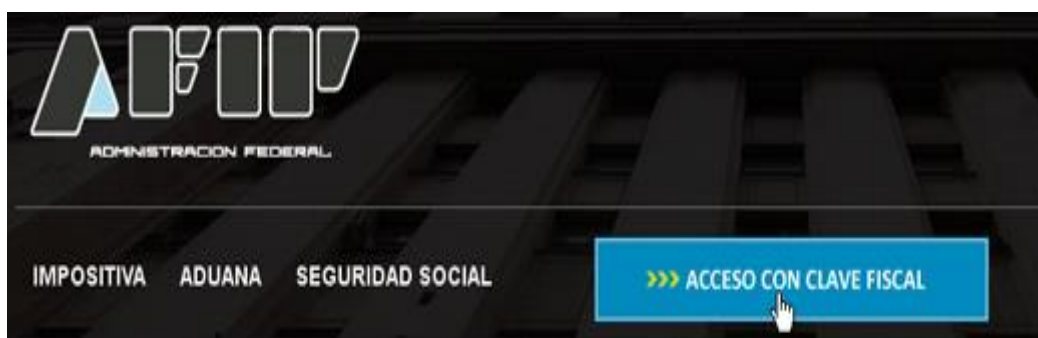 AFIP
ADMINISTRACION FEDERAL
IMPOSITIVA ADUANA SEGURIDAD SOCIAL >>> ACCESO CON CLAVE FISCAL